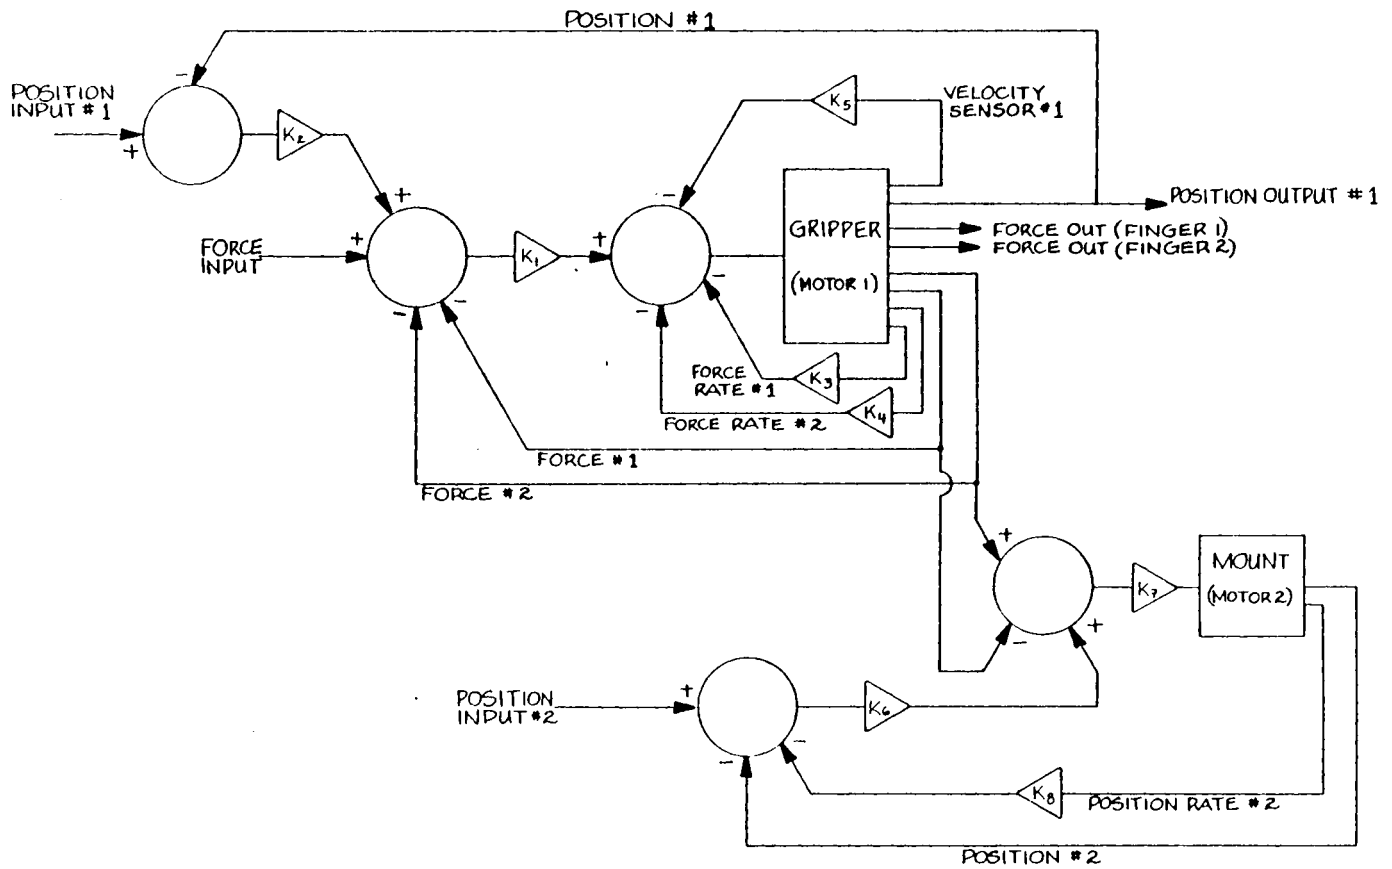 POSITION #1
POSITION
INPUT #1
-
+
K2
K5
VELOCITY
SENSOR #1
+
+
FORCE
INPUT
-
-
K1
+
-
-
-
GRIPPER
(MOTOR 1)
POSITION OUTPUT #1
FORCE OUT (FINGER 1)
FORCE OUT (FINGER 2)
FORCE
RATE #1
K3
K4
FORCE RATE #2
FORCE #1
FORCE #2
+
-
+
K7
MOUNT
(MOTOR 2)
POSITION
INPUT #2
+
-
-
K6
K8
POSITION RATE #2
POSITION #2